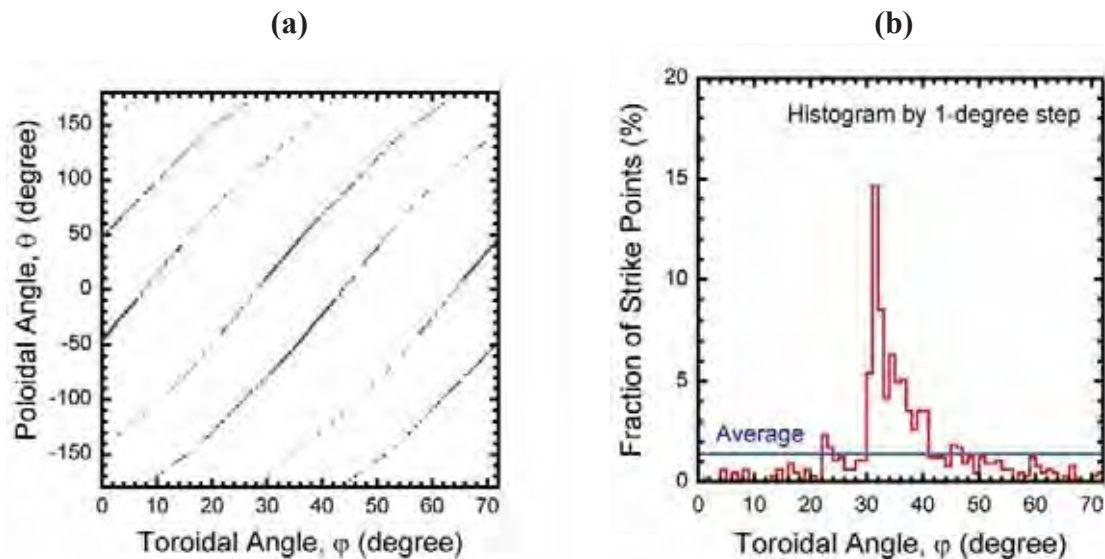 (a)
(b)
Poloidal Angle, θ (degree)
150
100
50
0
-50
-100
-150
0 10 20 30 40 50 60 70
Toroidal Angle, φ (degree)
Fraction of Strike Points (%)
20
15
10
5
0
Histogram by 1-degree step
Average
0 10 20 30 40 50 60 70
Toroidal Angle, φ (degree)